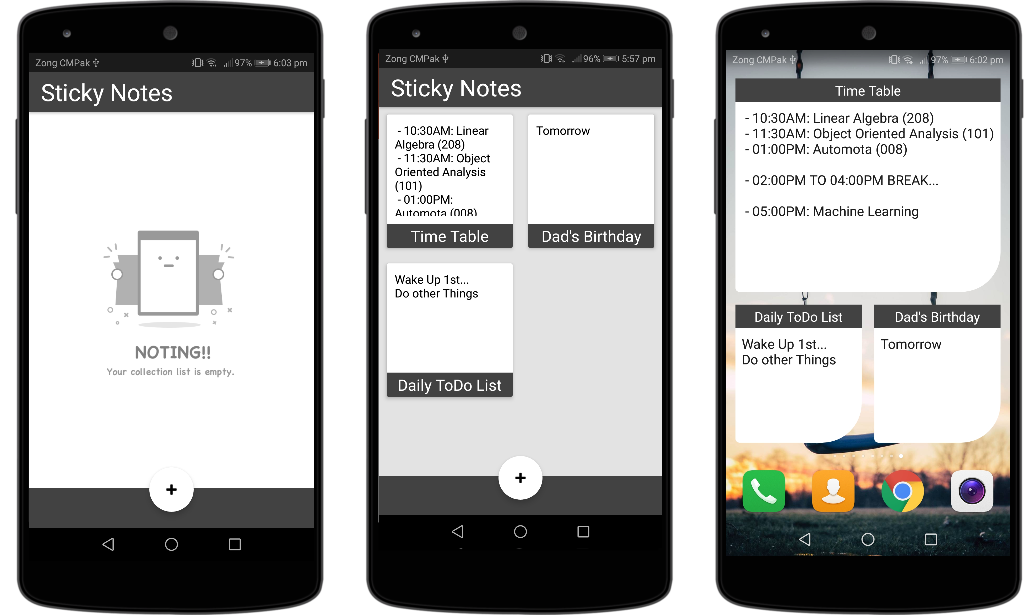 Zong CMPak 97% 6:03 pm
Sticky Notes
NOTING!!
Your collection list is empty.
+
Zong CMPak 96% 5:57 pm
Sticky Notes
- 10:30AM: Linear
Algebra (208)
- 11:30AM: Object
Oriented Analysis
(101)
- 01:00PM:
Automota (008)
Time Table
Tomorrow
Dad's Birthday
Wake Up 1st...
Do other Things
Daily ToDo List
+
Zong CMPak 97% 6:02 pm
Time Table
- 10:30AM: Linear Algebra (208)
- 11:30AM: Object Oriented Analysis (101)
- 01:00PM: Automota (008)
- 02:00PM TO 04:00PM BREAK...
- 05:00PM: Machine Learning
Daily ToDo List
Wake Up 1st...
Do other Things
Dad's Birthday
Tomorrow